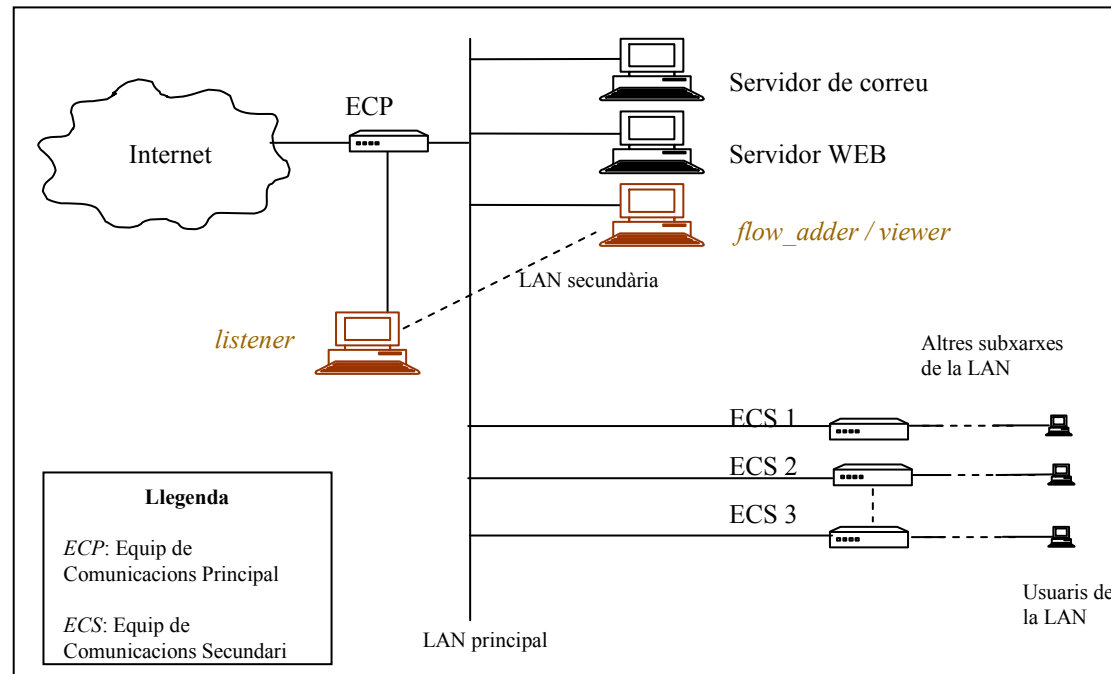 Internet
ECP
Servidor de correu
Servidor WEB
flow_adder / viewer
LAN secundària
listener
Altres subxarxes
de la LAN
ECS 1
ECS 2
ECS 3
Usuaris de
la LAN
LAN principal
Llegenda
ECP: Equip de
Comunicacions Principal
ECS: Equip de
Comunicacions Secundari